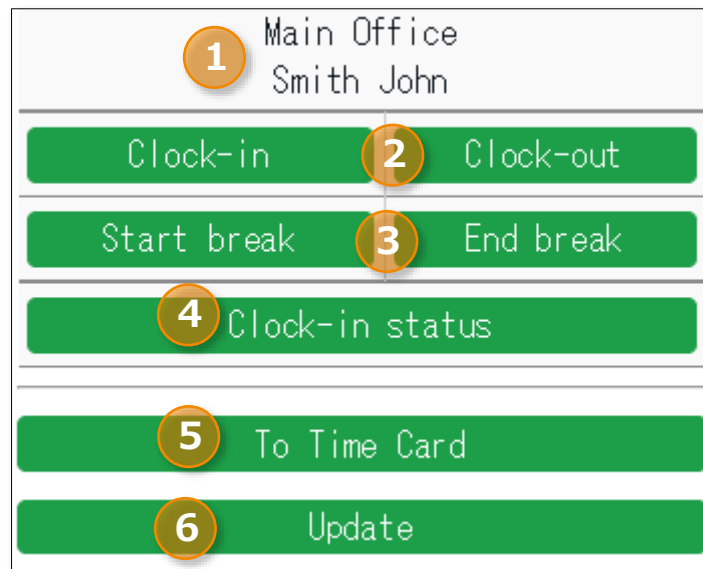 1
Main Office
Smith John
Clock-in 2 Clock-out
Start break 3 End break
4 Clock-in status
5 To Time Card
6 Update